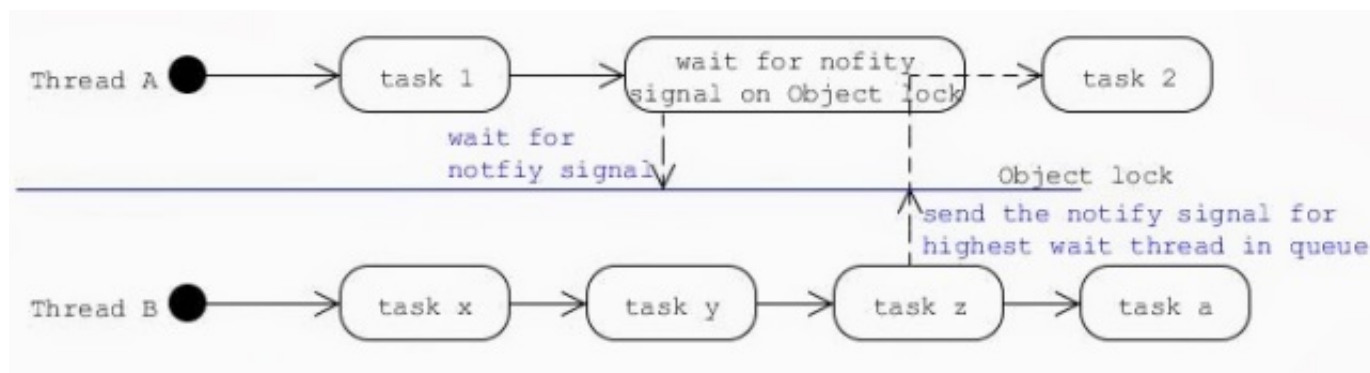 Thread A
task 1
wait for nofity
signal on Object lock
task 2
wait for
notfiy signal
Object lock
send the notify signal for
highest wait thread in queue
Thread B
task x
task y
task z
task a